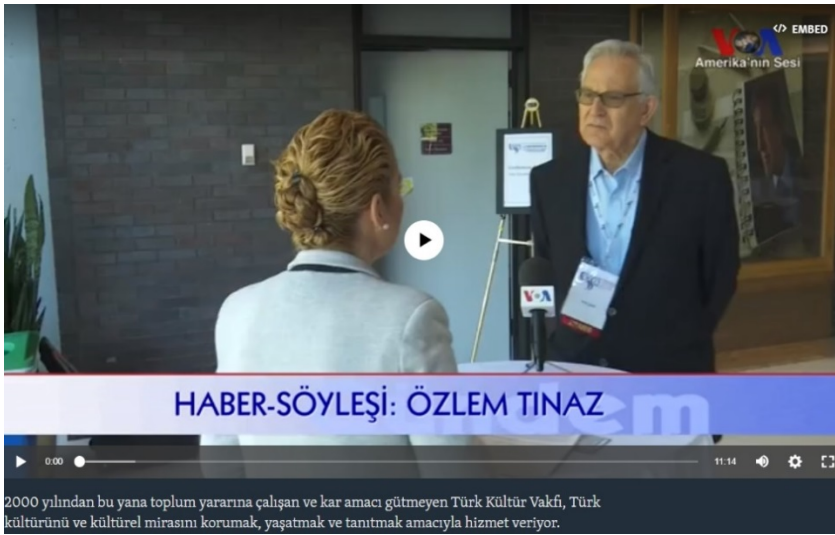 </> EMBED
VOA
Amerika'nın Sesi
VOA
HABER-SÖYLEŞİ: ÖZLEM TINAZ
0:00
11:14
2000 yılından bu yana toplum yararına çalışan ve kar amacı gütmeyen Türk Kültür Vakfı, Türk
kültürünü ve kültürel mirasını korumak, yaşatmak ve tanıtmak amacıyla hizmet veriyor.